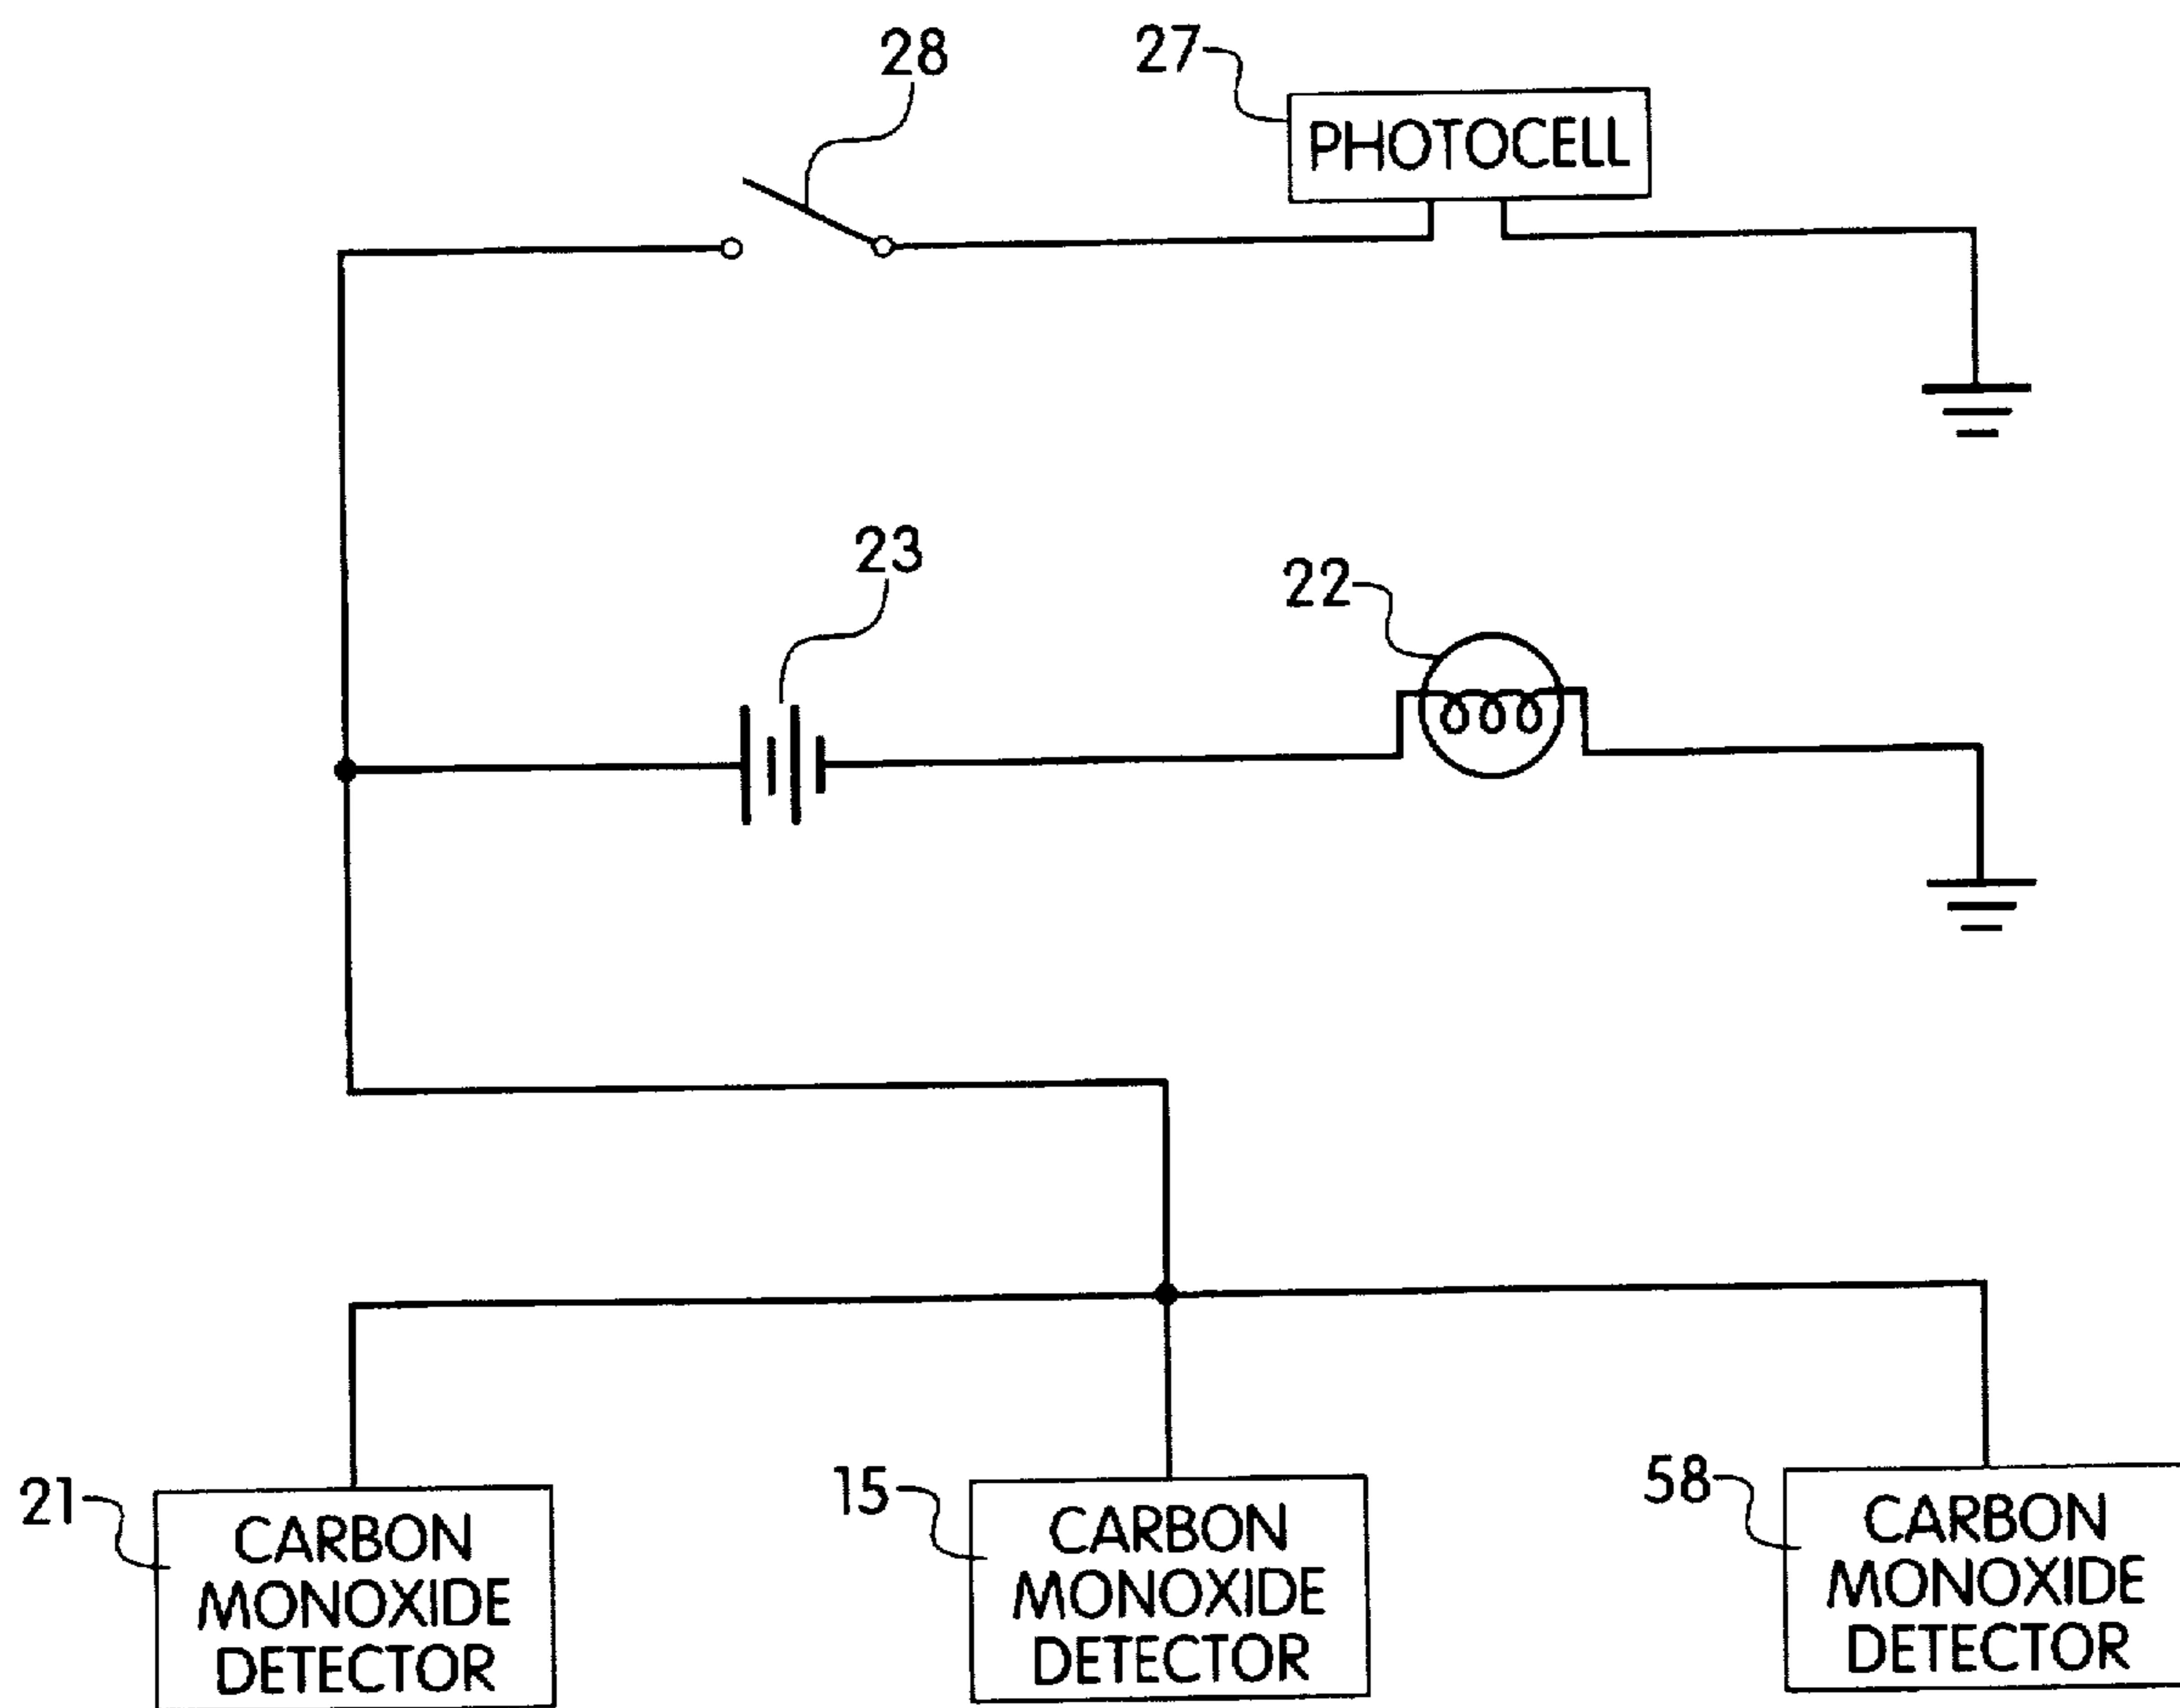 28
27
PHOTOCELL
23
22
21
CARBON
MONOXIDE
DETECTOR
15
CARBON
MONOXIDE
DETECTOR
58
CARBON
MONOXIDE
DETECTOR